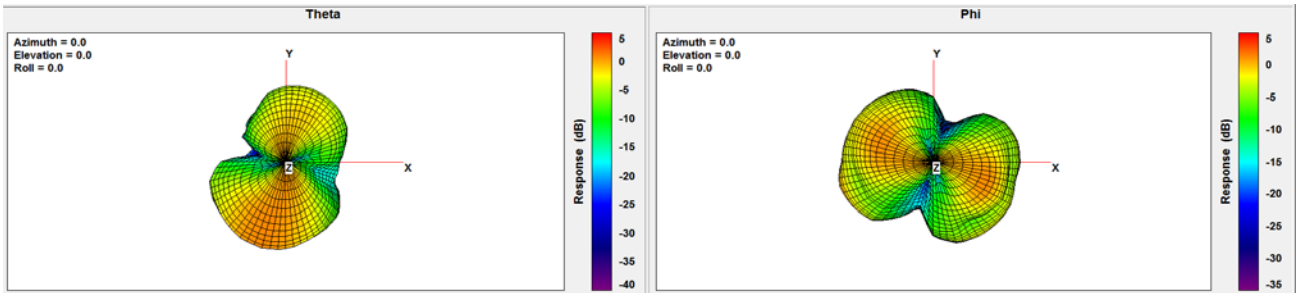 Theta
Azimuth = 0.0
Elevation = 0.0
Roll = 0.0
Y
X
Z
5
0
-5
-10
-15
-20
-25
-30
-35
-40
Response (dB)
Phi
Azimuth = 0.0
Elevation = 0.0
Roll = 0.0
Y
X
Z
5
0
-5
-10
-15
-20
-25
-30
-35
Response (dB)